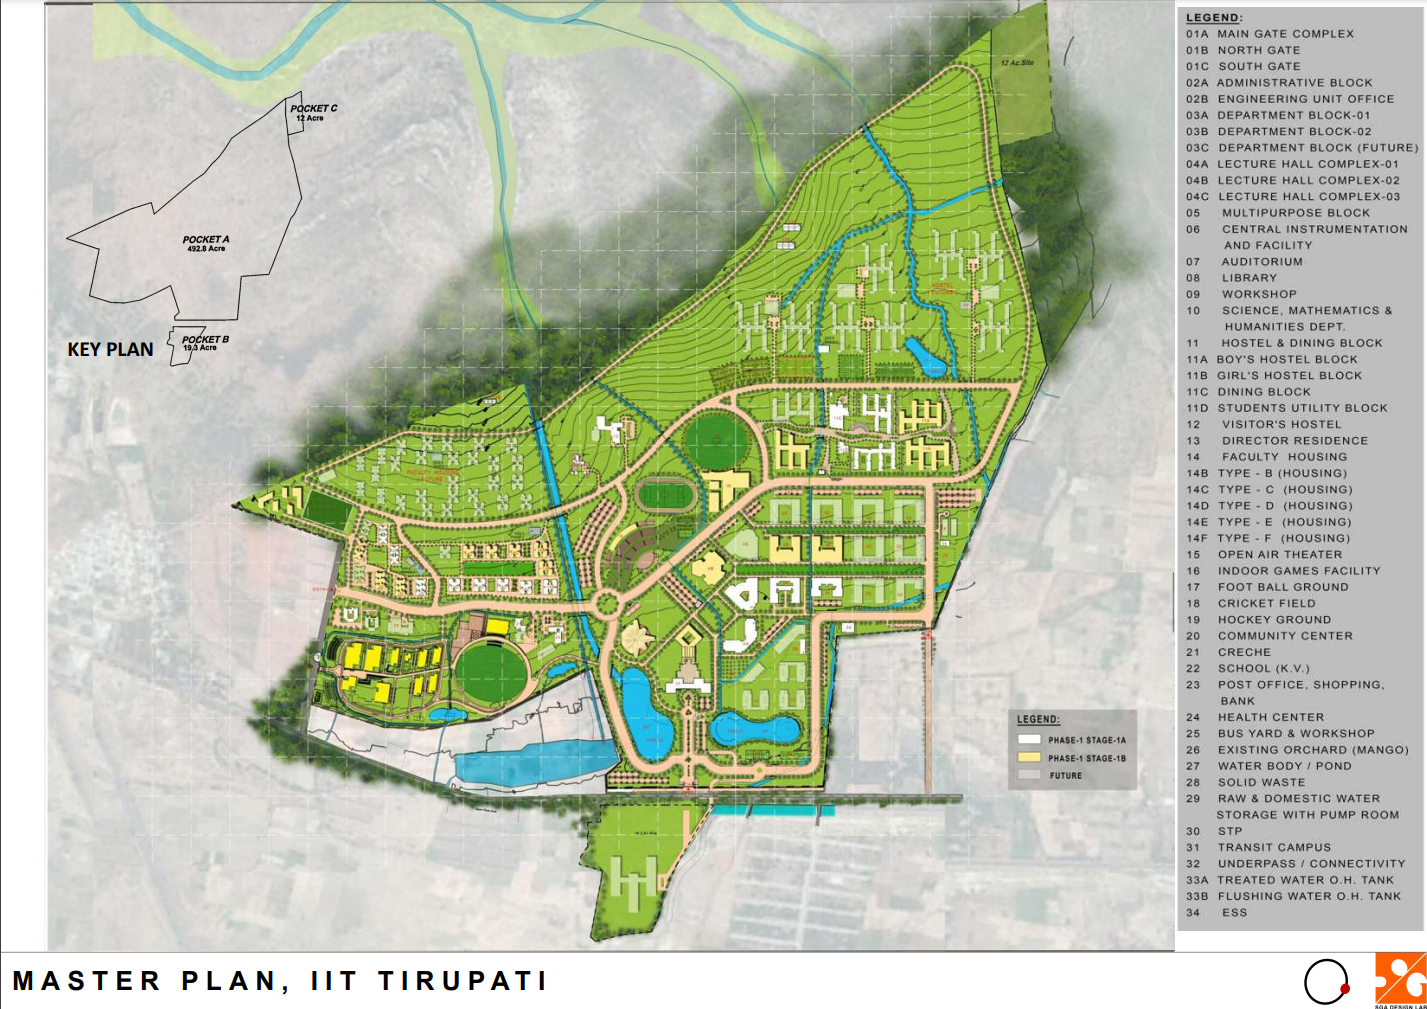 POCKET C
12 Acre
POCKET A
492.8 Acre
POCKET B
19.3 Acre
KEY PLAN
12 Ac.Site
HOSTEL
FUTURE
FACULTY HOUSING
FUTURE
LEGEND:
PHASE-1 STAGE-1A
PHASE-1 STAGE-1B
FUTURE
LEGEND:
01A MAIN GATE COMPLEX
01B NORTH GATE
01C SOUTH GATE
02A ADMINISTRATIVE BLOCK
02B ENGINEERING UNIT OFFICE
03A DEPARTMENT BLOCK-01
03B DEPARTMENT BLOCK-02
03C DEPARTMENT BLOCK (FUTURE)
04A LECTURE HALL COMPLEX-01
04B LECTURE HALL COMPLEX-02
04C LECTURE HALL COMPLEX-03
05 MULTIPURPOSE BLOCK
06 CENTRAL INSTRUMENTATION
AND FACILITY
07 AUDITORIUM
08 LIBRARY
09 WORKSHOP
10 SCIENCE, MATHEMATICS &
HUMANITIES DEPT.
11 HOSTEL & DINING BLOCK
11A BOY'S HOSTEL BLOCK
11B GIRL'S HOSTEL BLOCK
11C DINING BLOCK
11D STUDENTS UTILITY BLOCK
12 VISITOR'S HOSTEL
13 DIRECTOR RESIDENCE
14 FACULTY HOUSING
14B TYPE - B (HOUSING)
14C TYPE - C (HOUSING)
14D TYPE - D (HOUSING)
14E TYPE - E (HOUSING)
14F TYPE - F (HOUSING)
15 OPEN AIR THEATER
16 INDOOR GAMES FACILITY
17 FOOT BALL GROUND
18 CRICKET FIELD
19 HOCKEY GROUND
20 COMMUNITY CENTER
21 CRECHE
22 SCHOOL (K.V.)
23 POST OFFICE, SHOPPING,
BANK
24 HEALTH CENTER
25 BUS YARD & WORKSHOP
26 EXISTING ORCHARD (MANGO)
27 WATER BODY / POND
28 SOLID WASTE
29 RAW & DOMESTIC WATER
STORAGE WITH PUMP ROOM
30 STP
31 TRANSIT CAMPUS
32 UNDERPASS / CONNECTIVITY
33A TREATED WATER O.H. TANK
33B FLUSHING WATER O.H. TANK
34 ESS
MASTER PLAN, IIT TIRUPATI
SGA DESIGN LAB